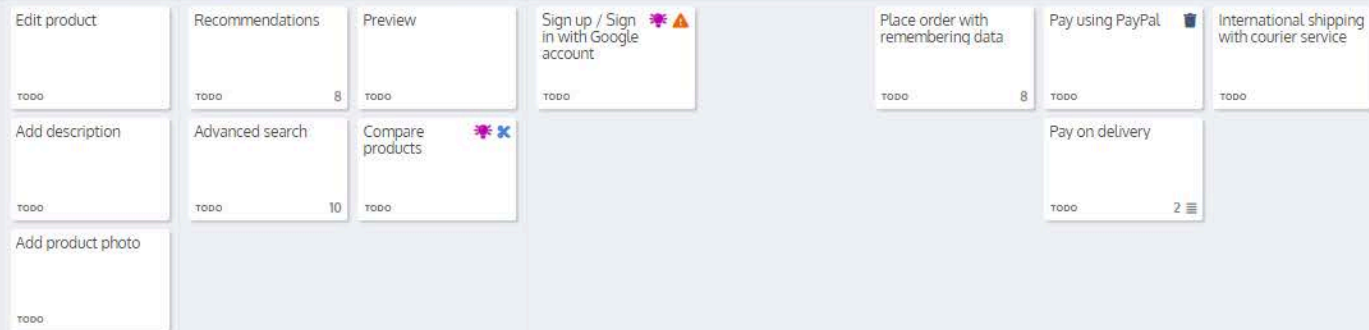 Edit product
TODO
Recommendations
TODO 8
Preview
TODO
Sign up / Sign
in with Google
account
TODO
Place order with
remembering data
TODO 8
Pay using PayPal
TODO
International shipping
with courier service
TODO
Add description
TODO
Advanced search
TODO 10
Compare
products
TODO
Pay on delivery
TODO 2
Add product photo
TODO